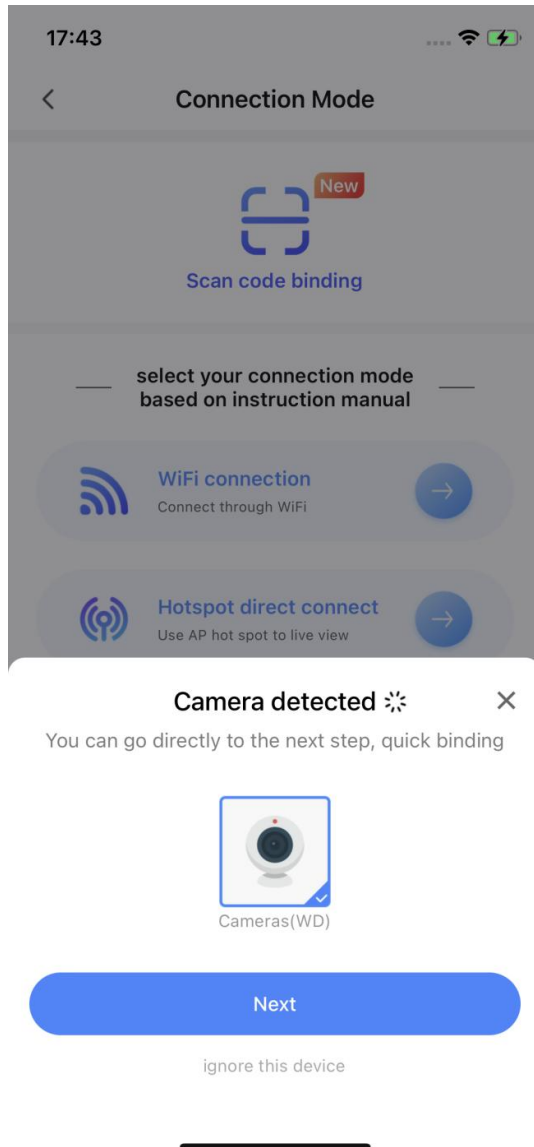 17:43
Connection Mode
New
Scan code binding
select your connection mode
based on instruction manual
WiFi connection
Connect through WiFi
Hotspot direct connect
Use AP hot spot to live view
Camera detected
You can go directly to the next step, quick binding
Cameras(WD)
Next
ignore this device